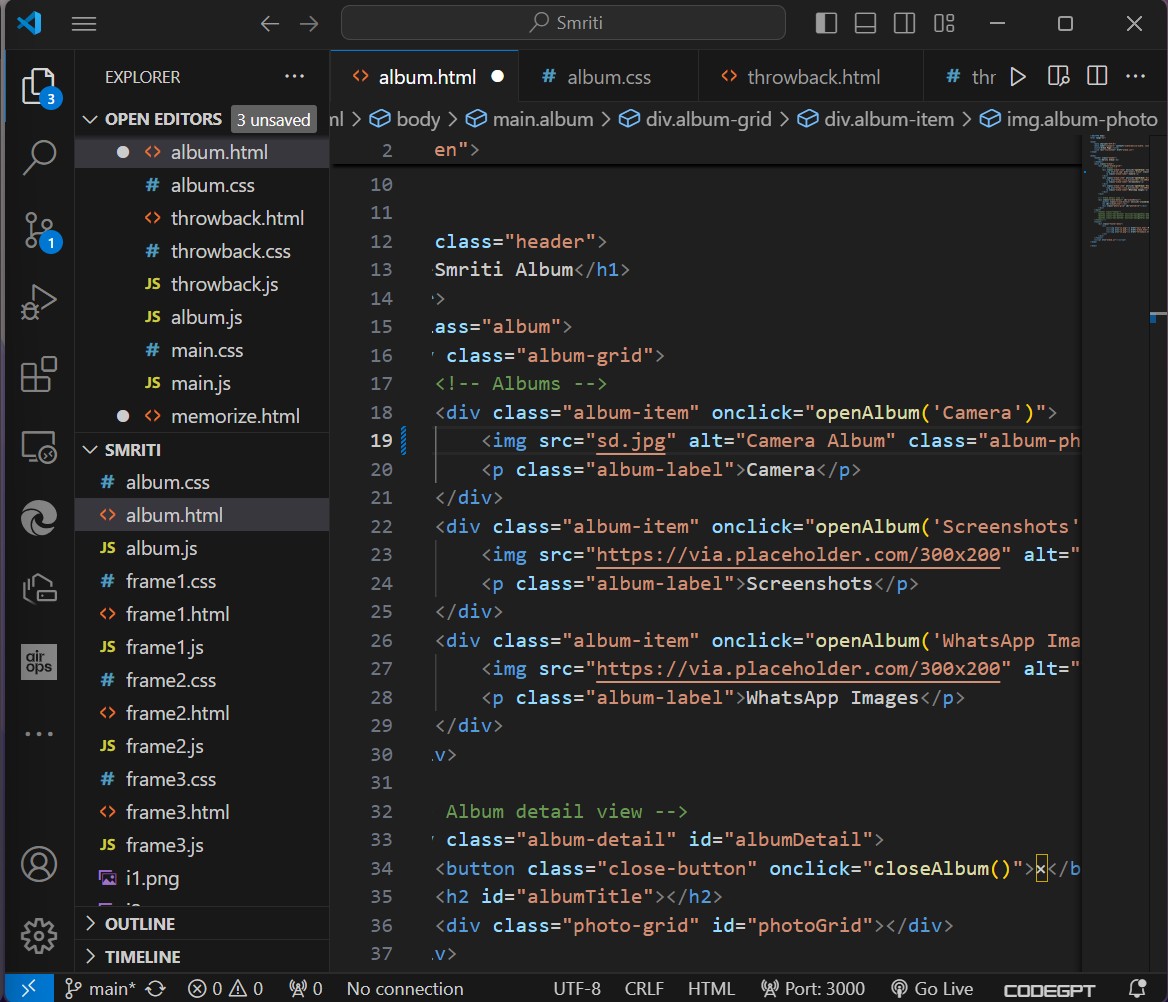 Smriti
EXPLORER
album.html
album.css
throwback.html
thr
OPEN EDITORS
3 unsaved
body
main.album
div.album-grid
div.album-item
img.album-photo
album.html
album.css
throwback.html
throwback.css
JS throwback.js
JS album.js
main.css
JS main.js
memorize.html
SMRITI
album.css
album.html
JS album.js
frame1.css
frame1.html
JS frame1.js
frame2.css
frame2.html
JS frame2.js
frame3.css
frame3.html
JS frame3.js
i1.png
OUTLINE
TIMELINE
3
1
air
ops
2 en">
10
11
12 class="header">
13 Smriti Album</h1>
14 >
15 ass="album">
16 class="album-grid">
17 <!-- Albums -->
18 <div class="album-item" onclick="openAlbum('Camera')">
19 <img src="sd.jpg" alt="Camera Album" class="album-ph
20 <p class="album-label">Camera</p>
21 </div>
22 <div class="album-item" onclick="openAlbum('Screenshots'
23 <img src="https://via.placeholder.com/300x200" alt="
24 <p class="album-label">Screenshots</p>
25 </div>
26 <div class="album-item" onclick="openAlbum('WhatsApp Ima
27 <img src="https://via.placeholder.com/300x200" alt="
28 <p class="album-label">WhatsApp Images</p>
29 </div>
30 v>
31
32 Album detail view -->
33 class="album-detail" id="albumDetail">
34 <button class="close-button" onclick="closeAlbum()">×</b
35 <h2 id="albumTitle"></h2>
36 <div class="photo-grid" id="photoGrid"></div>
37 v>
main*
0
0
0
No connection
UTF-8
CRLF
HTML
Port: 3000
Go Live
CODEGPT